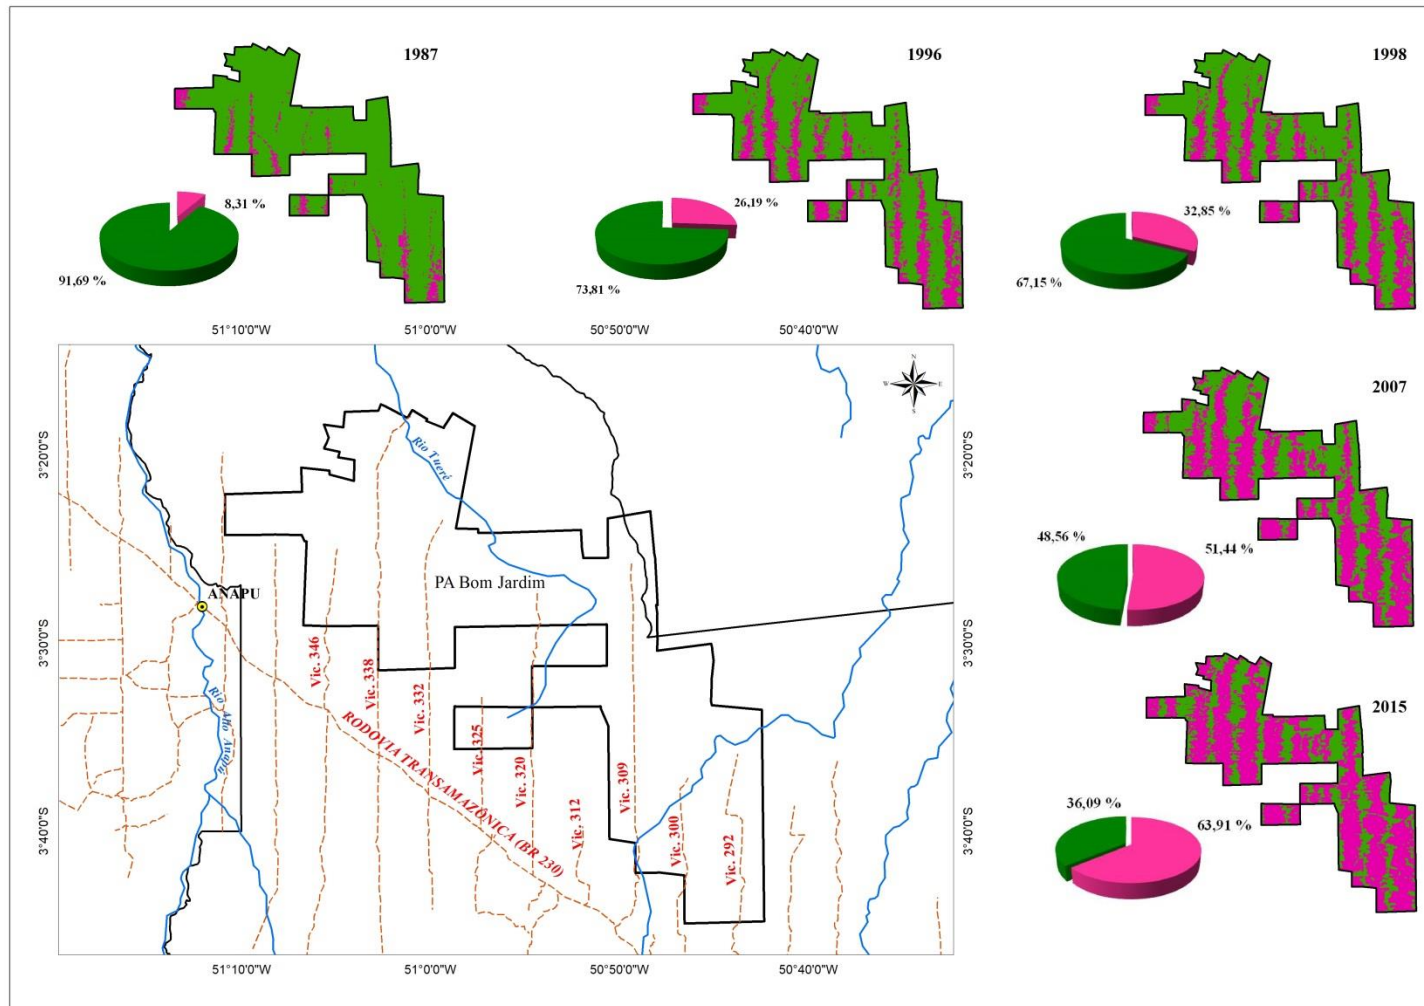 1987
1996
1998
8,31 %
91,69 %
26,19 %
73,81 %
32,85 %
67,15 %
51°10'0"W
51°0'0"W
50°50'0"W
50°40'0"W
N
W
E
S
3°20'0"S
3°20'0"S
Rio Tueré
2007
48,56 %
51,44 %
PA Bom Jardim
ANAPU
3°30'0"S
3°30'0"S
Vic. 346
Vic. 338
Vic. 332
Vic. 325
Vic. 320
Vic. 312
Vic. 309
Vic. 300
Vic. 292
Rio Alto Anapú
RODOVIA TRANSAMAZÔNICA (BR 230)
2015
36,09 %
63,91 %
3°40'0"S
3°40'0"S
51°10'0"W
51°0'0"W
50°50'0"W
50°40'0"W